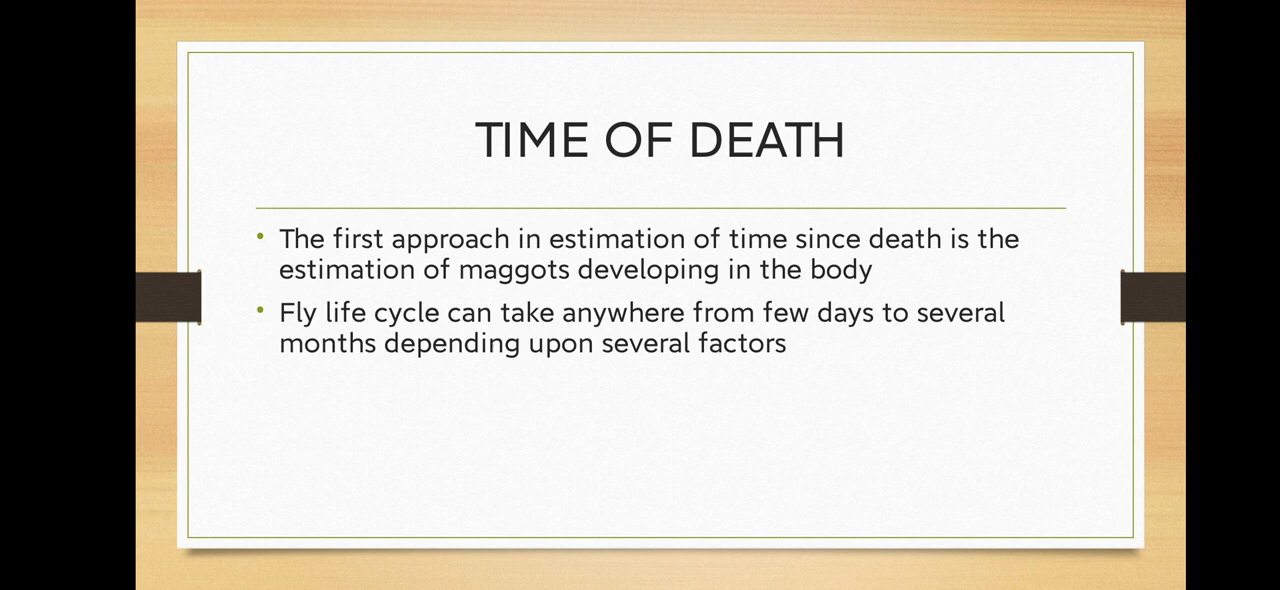 TIME OF DEATH
• The first approach in estimation of time since death is the
estimation of maggots developing in the body
• Fly life cycle can take anywhere from few days to several
months depending upon several factors